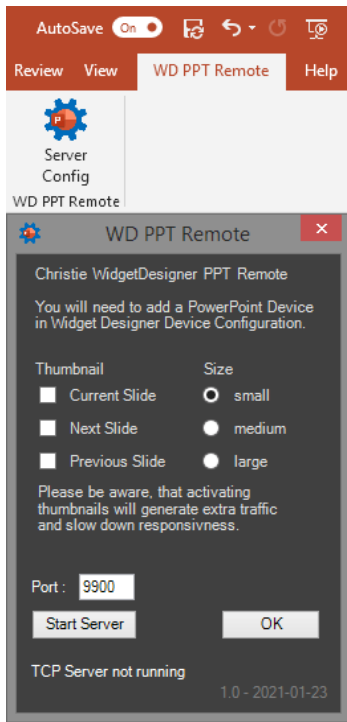 AutoSave On
Review View WD PPT Remote Help
Server
Config
WD PPT Remote
WD PPT Remote
Christie WidgetDesigner PPT Remote
You will need to add a PowerPoint Device
in Widget Designer Device Configuration.
Thumbnail Size
Current Slide small
Next Slide medium
Previous Slide large
Please be aware, that activating
thumbnails will generate extra traffic
and slow down responsivness.
Port : 9900
Start Server OK
TCP Server not running
1.0 - 2021-01-23